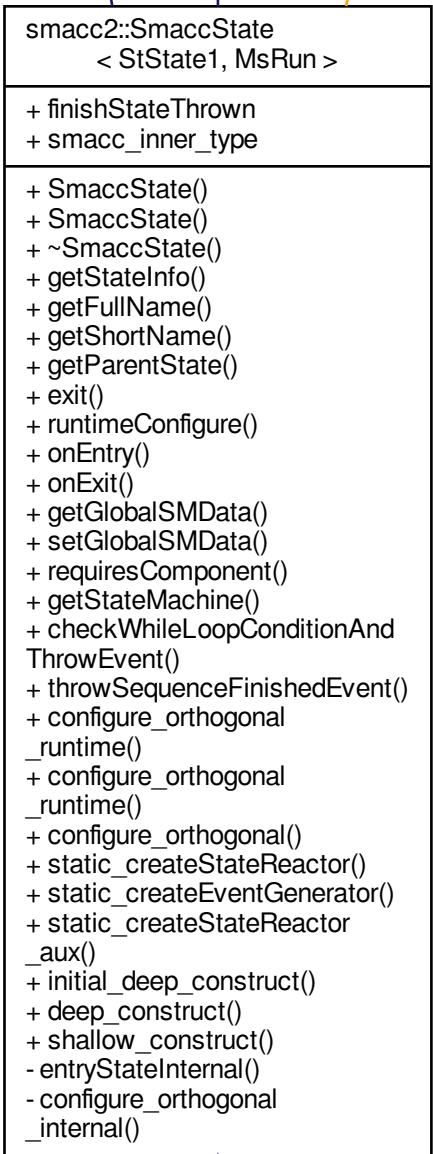 smacc2::SmaccState
< StState1, MsRun >
+ finishStateThrown
+ smacc_inner_type
+ SmaccState()
+ SmaccState()
+ ~SmaccState()
+ getStateInfo()
+ getFullName()
+ getShortName()
+ getParentState()
+ exit()
+ runtimeConfigure()
+ onEntry()
+ onExit()
+ getGlobalSMData()
+ setGlobalSMData()
+ requiresComponent()
+ getStateMachine()
+ checkWhileLoopConditionAnd
ThrowEvent()
+ throwSequenceFinishedEvent()
+ configure_orthogonal
_runtime()
+ configure_orthogonal
_runtime()
+ configure_orthogonal()
+ static_createStateReactor()
+ static_createEventGenerator()
+ static_createStateReactor
_aux()
+ initial_deep_construct()
+ deep_construct()
+ shallow_construct()
- entryStateInternal()
- configure_orthogonal
_internal()